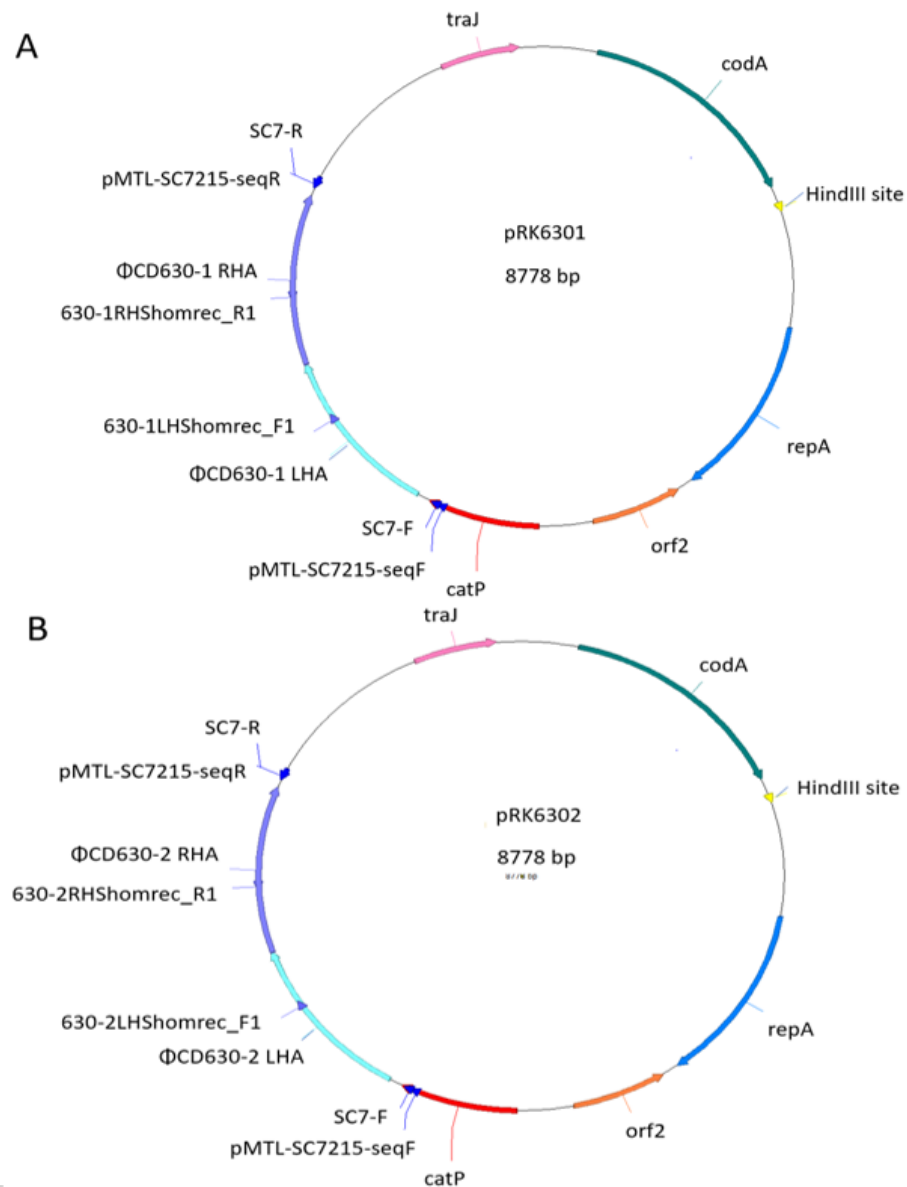 A
traJ
codA
SC7-R
pMTL-SC7215-seqR
HindIII site
pRK6301
8778 bp
ΦCD630-1 RHA
630-1RHShomrec_R1
630-1LHShomrec_F1
ΦCD630-1 LHA
repA
SC7-F
orf2
pMTL-SC7215-seqF
catP
B
traJ
codA
SC7-R
pMTL-SC7215-seqR
HindIII site
pRK6302
8778 bp
8778 bp
ΦCD630-2 RHA
630-2RHShomrec_R1
630-2LHShomrec_F1
ΦCD630-2 LHA
repA
SC7-F
orf2
pMTL-SC7215-seqF
catP